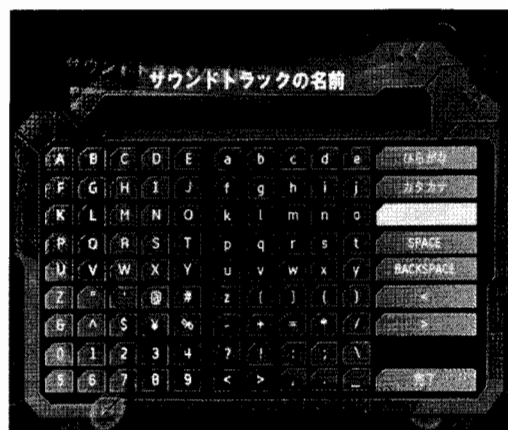 サウンドトラックの名前
A B C D E a b c d e ひらがな
F G H I J f g h i j カタカナ
K L M N O k l m n o
P Q R S T p q r s t SPACE
U V W X Y u v w x y BACKSPACE
Z " ' @ # z [ ] { } <
& ^ $ ¥ % - + = * / >
0 1 2 3 4 ? ! : ; \
5 6 7 8 9 < > , . _ 完了